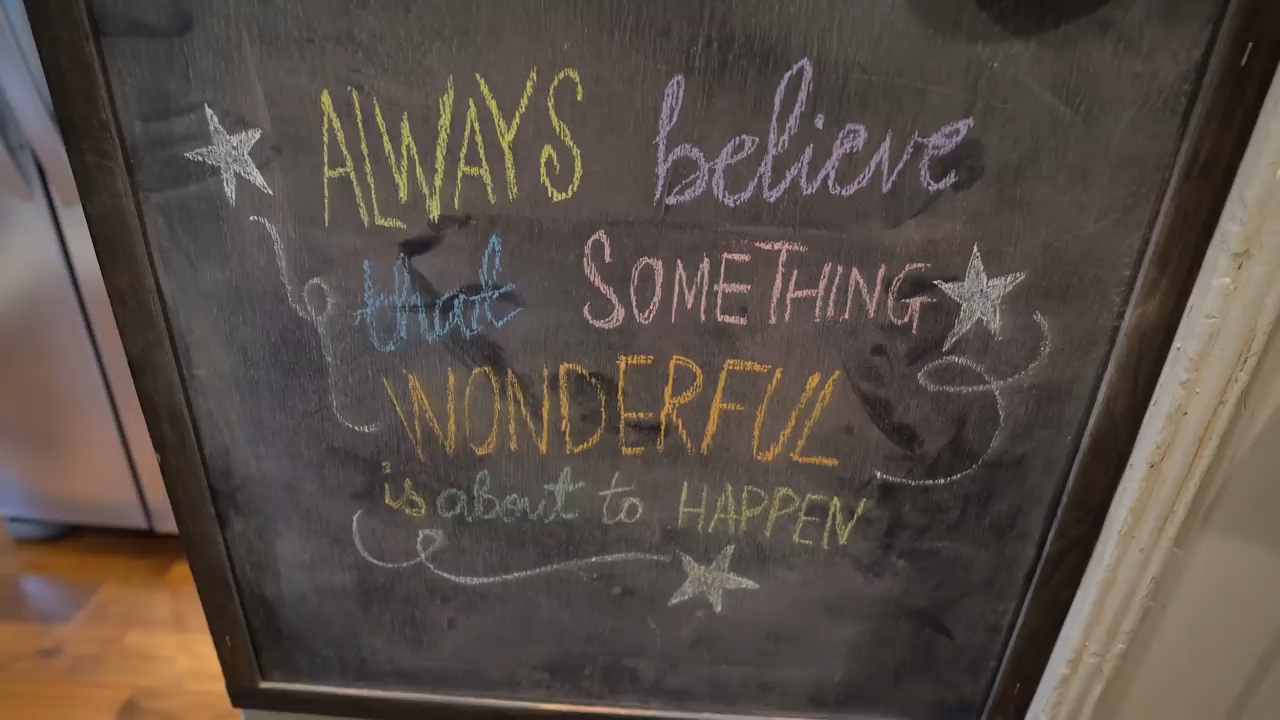 ALWAYS believe
that SOMETHING
WONDERFUL
is about to HAPPEN